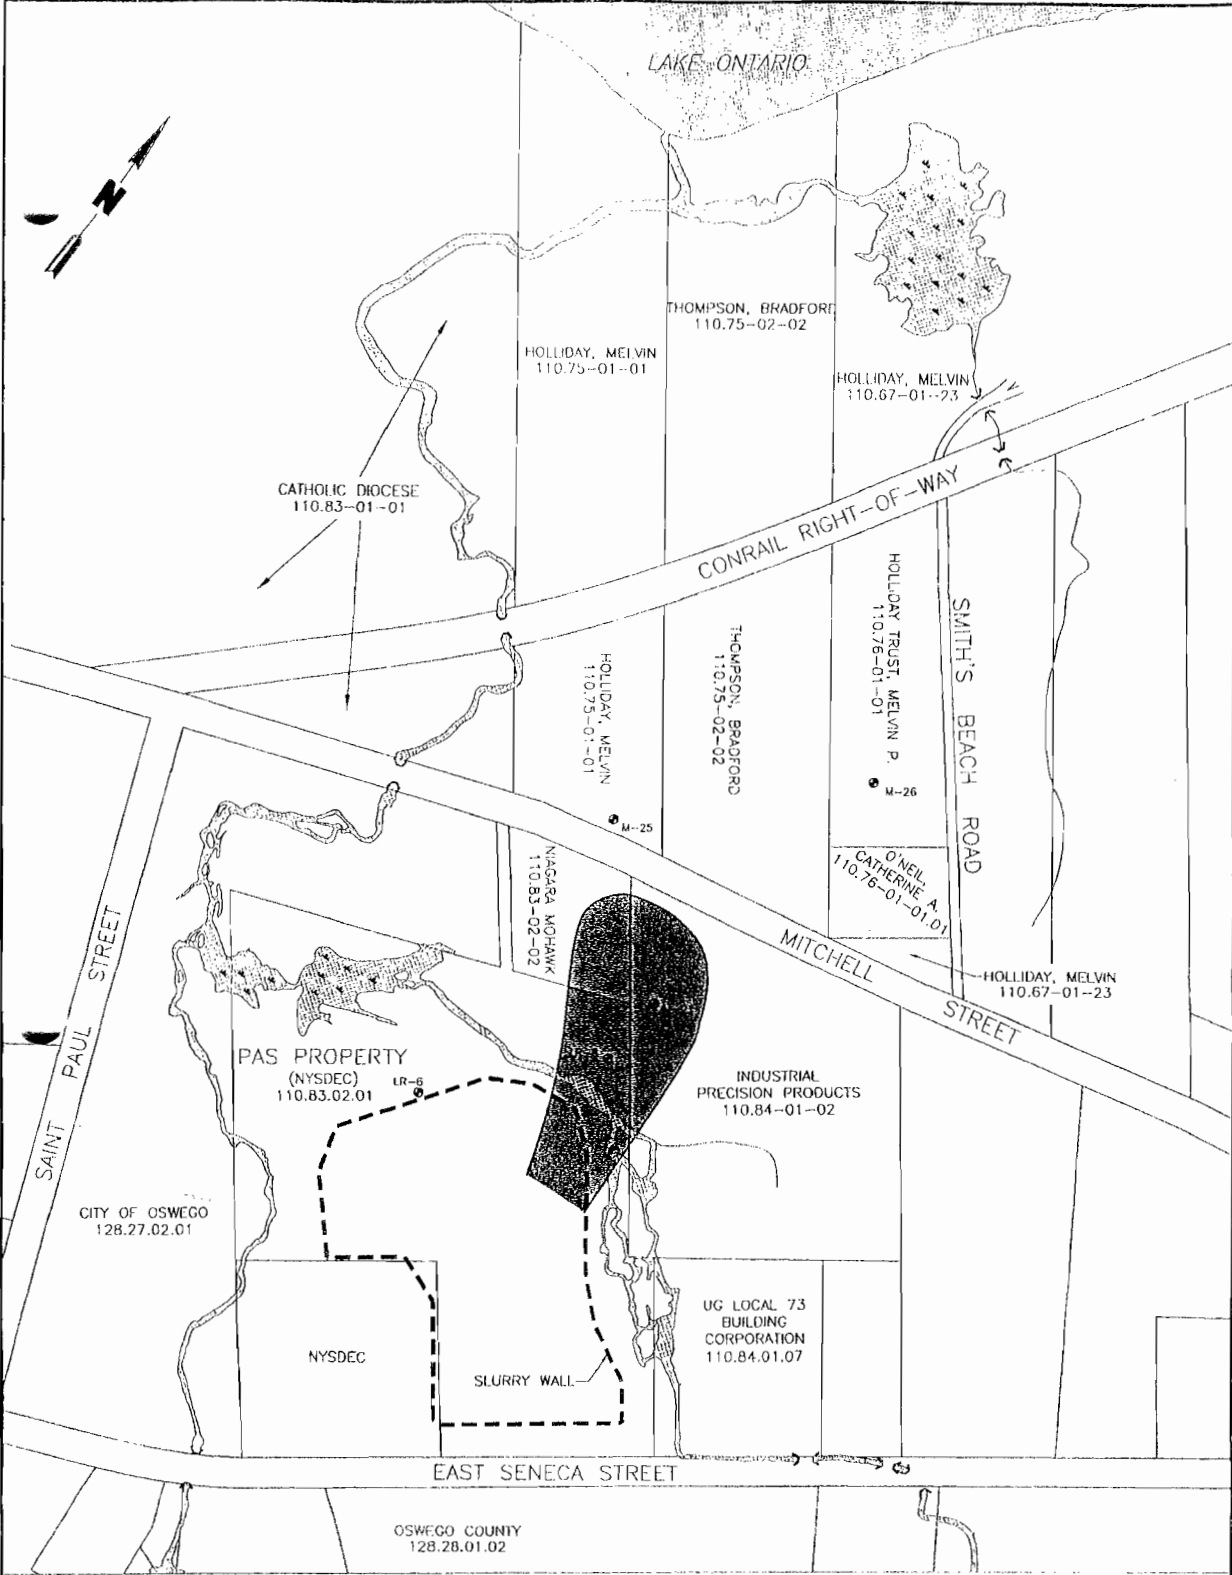 LAKE ONTARIO
N
THOMPSON, BRADFORD
110.75-02-02
HOLLIDAY, MELVIN
110.75-01-01
HOLLIDAY, MELVIN
110.67-01-23
CATHOLIC DIOCESE
110.83-01-01
CONRAIL RIGHT-OF-WAY
HOLLIDAY TRUST, MELVIN P.
110.76-01-01
SMITH'S BEACH ROAD
THOMPSON, BRADFORD
110.75-02-02
HOLLIDAY, MELVIN
110.75-01-01
M-26
M-25
O'NEIL,
CATHERINE A.
110.76-01-01.01
NIAGARA MOHAWK
110.83-02-02
MITCHELL STREET
HOLLIDAY, MELVIN
110.67-01-23
SAINT PAUL STREET
PAS PROPERTY
(NYSDEC)
110.83.02.01
LR-6
INDUSTRIAL
PRECISION PRODUCTS
110.84-01-02
CITY OF OSWEGO
128.27.02.01
UG LOCAL 73
BUILDING
CORPORATION
110.84.01.07
NYSDEC
SLURRY WALL
EAST SENECA STREET
OSWEGO COUNTY
128.28.01.02